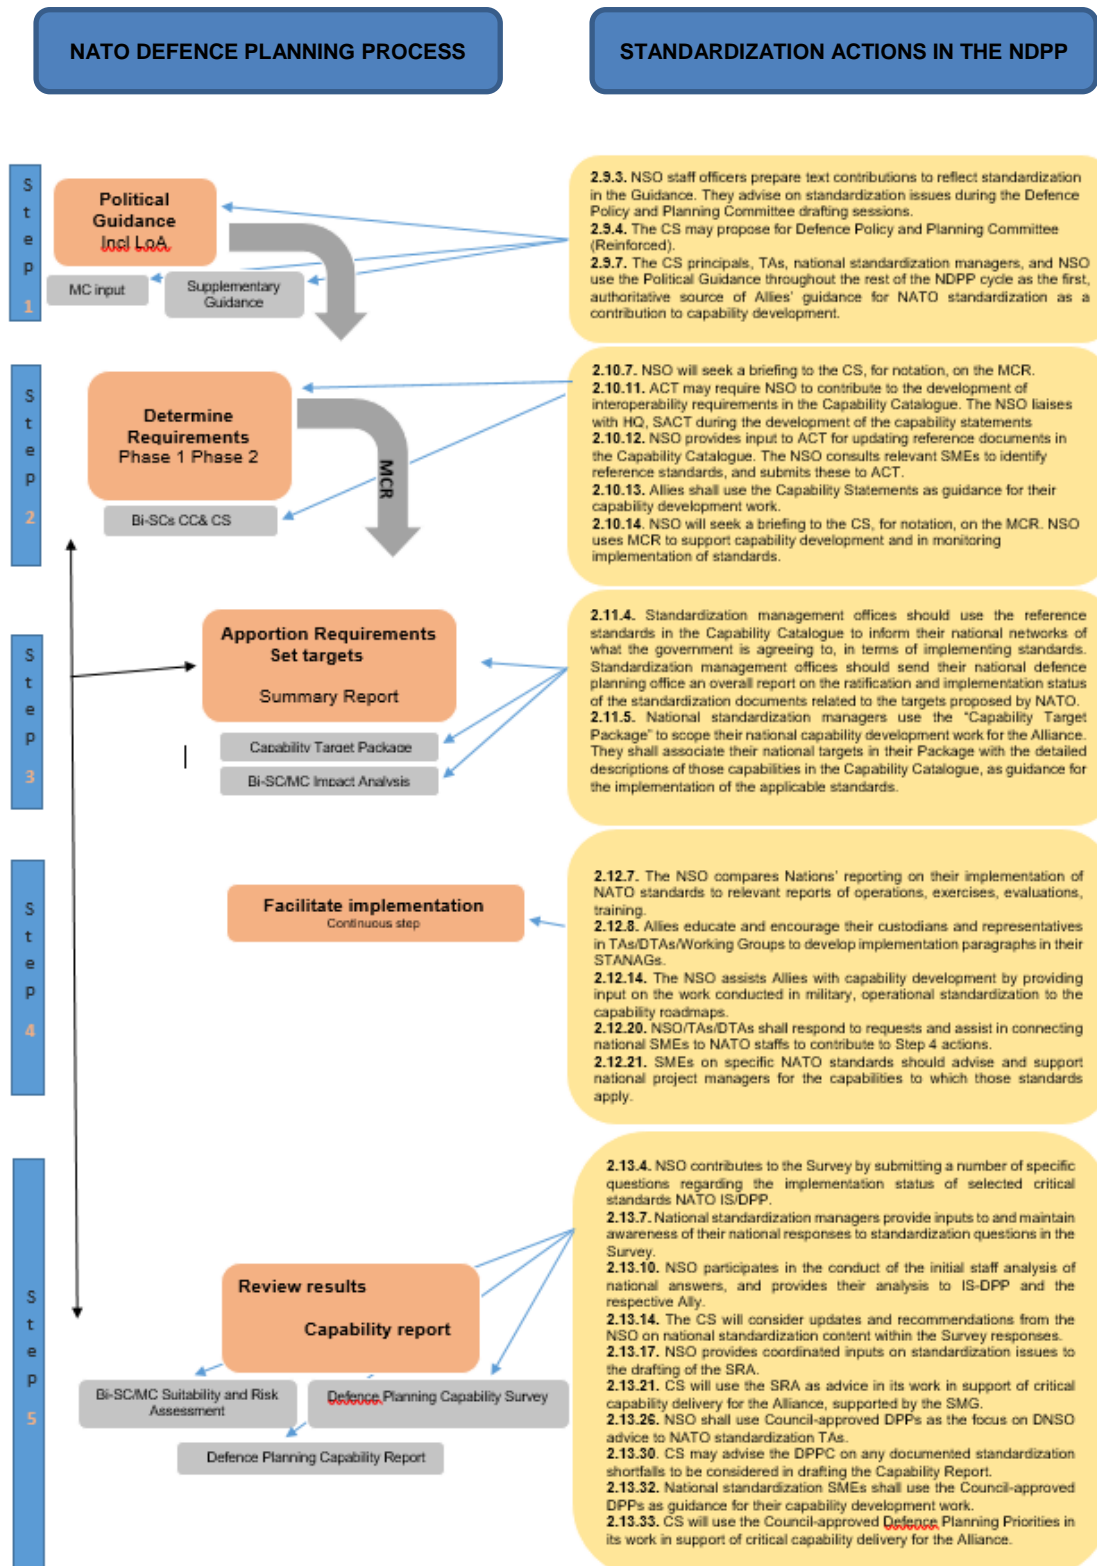 NATO DEFENCE PLANNING PROCESS
STANDARDIZATION ACTIONS IN THE NDPP
Step 1
Political
Guidance
Incl LoA
MC input
Supplementary
Guidance
2.9.3. NSO staff officers prepare text contributions to reflect standardization
in the Guidance. They advise on standardization issues during the Defence
Policy and Planning Committee drafting sessions.
2.9.4. The CS may propose for Defence Policy and Planning Committee
(Reinforced).
2.9.7. The CS principals, TAs, national standardization managers, and NSO
use the Political Guidance throughout the rest of the NDPP cycle as the first,
authoritative source of Allies' guidance for NATO standardization as a
contribution to capability development.
Step 2
Determine
Requirements
Phase 1 Phase 2
MCR
Bi-SCs CC& CS
2.10.7. NSO will seek a briefing to the CS, for notation, on the MCR.
2.10.11. ACT may require NSO to contribute to the development of
interoperability requirements in the Capability Catalogue. The NSO liaises
with HQ, SACT during the development of the capability statements
2.10.12. NSO provides input to ACT for updating reference documents in
the Capability Catalogue. The NSO consults relevant SMEs to identify
reference standards, and submits these to ACT.
2.10.13. Allies shall use the Capability Statements as guidance for their
capability development work.
2.10.14. NSO will seek a briefing to the CS, for notation, on the MCR. NSO
uses MCR to support capability development and in monitoring
implementation of standards.
Step 3
Apportion Requirements
Set targets
Summary Report
Capability Target Package
Bi-SC/MC Impact Analysis
2.11.4. Standardization management offices should use the reference
standards in the Capability Catalogue to inform their national networks of
what the government is agreeing to, in terms of implementing standards.
Standardization management offices should send their national defence
planning office an overall report on the ratification and implementation status
of the standardization documents related to the targets proposed by NATO.
2.11.5. National standardization managers use the "Capability Target
Package" to scope their national capability development work for the Alliance.
They shall associate their national targets in their Package with the detailed
descriptions of those capabilities in the Capability Catalogue, as guidance for
the implementation of the applicable standards.
Step 4
Facilitate implementation
Continuous step
2.12.7. The NSO compares Nations' reporting on their implementation of
NATO standards to relevant reports of operations, exercises, evaluations,
training.
2.12.8. Allies educate and encourage their custodians and representatives
in TAs/DTAs/Working Groups to develop implementation paragraphs in their
STANAGs.
2.12.14. The NSO assists Allies with capability development by providing
input on the work conducted in military, operational standardization to the
capability roadmaps.
2.12.20. NSO/TAs/DTAs shall respond to requests and assist in connecting
national SMEs to NATO staffs to contribute to Step 4 actions.
2.12.21. SMEs on specific NATO standards should advise and support
national project managers for the capabilities to which those standards
apply.
Step 5
Review results
Capability report
Bi-SC/MC Suitability and Risk
Assessment
Defence Planning Capability Survey
Defence Planning Capability Report
2.13.4. NSO contributes to the Survey by submitting a number of specific
questions regarding the implementation status of selected critical
standards NATO IS/DPP.
2.13.7. National standardization managers provide inputs to and maintain
awareness of their national responses to standardization questions in the
Survey.
2.13.10. NSO participates in the conduct of the initial staff analysis of
national answers, and provides their analysis to IS-DPP and the
respective Ally.
2.13.14. The CS will consider updates and recommendations from the
NSO on national standardization content within the Survey responses.
2.13.17. NSO provides coordinated inputs on standardization issues to
the drafting of the SRA.
2.13.21. CS will use the SRA as advice in its work in support of critical
capability delivery for the Alliance, supported by the SMG.
2.13.26. NSO shall use Council-approved DPPs as the focus on DNSO
advice to NATO standardization TAs.
2.13.30. CS may advise the DPPC on any documented standardization
shortfalls to be considered in drafting the Capability Report.
2.13.32. National standardization SMEs shall use the Council-approved
DPPs as guidance for their capability development work.
2.13.33. CS will use the Council-approved Defence Planning Priorities in
its work in support of critical capability delivery for the Alliance.